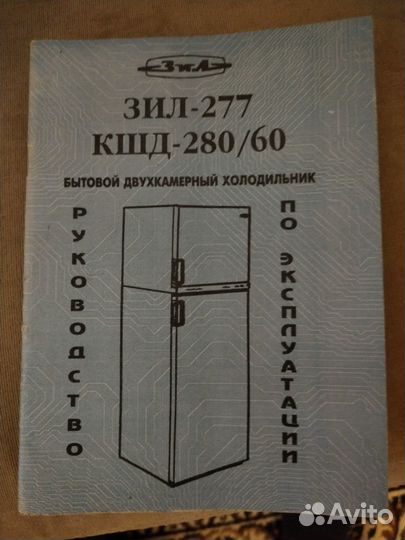 ЗиЛ
ЗИЛ-277
КШД-280/60
БЫТОВОЙ ДВУХКАМЕРНЫЙ ХОЛОДИЛЬНИК
РУКОВОДСТВО
ПО ЭКСПЛУАТАЦИИ
Avito